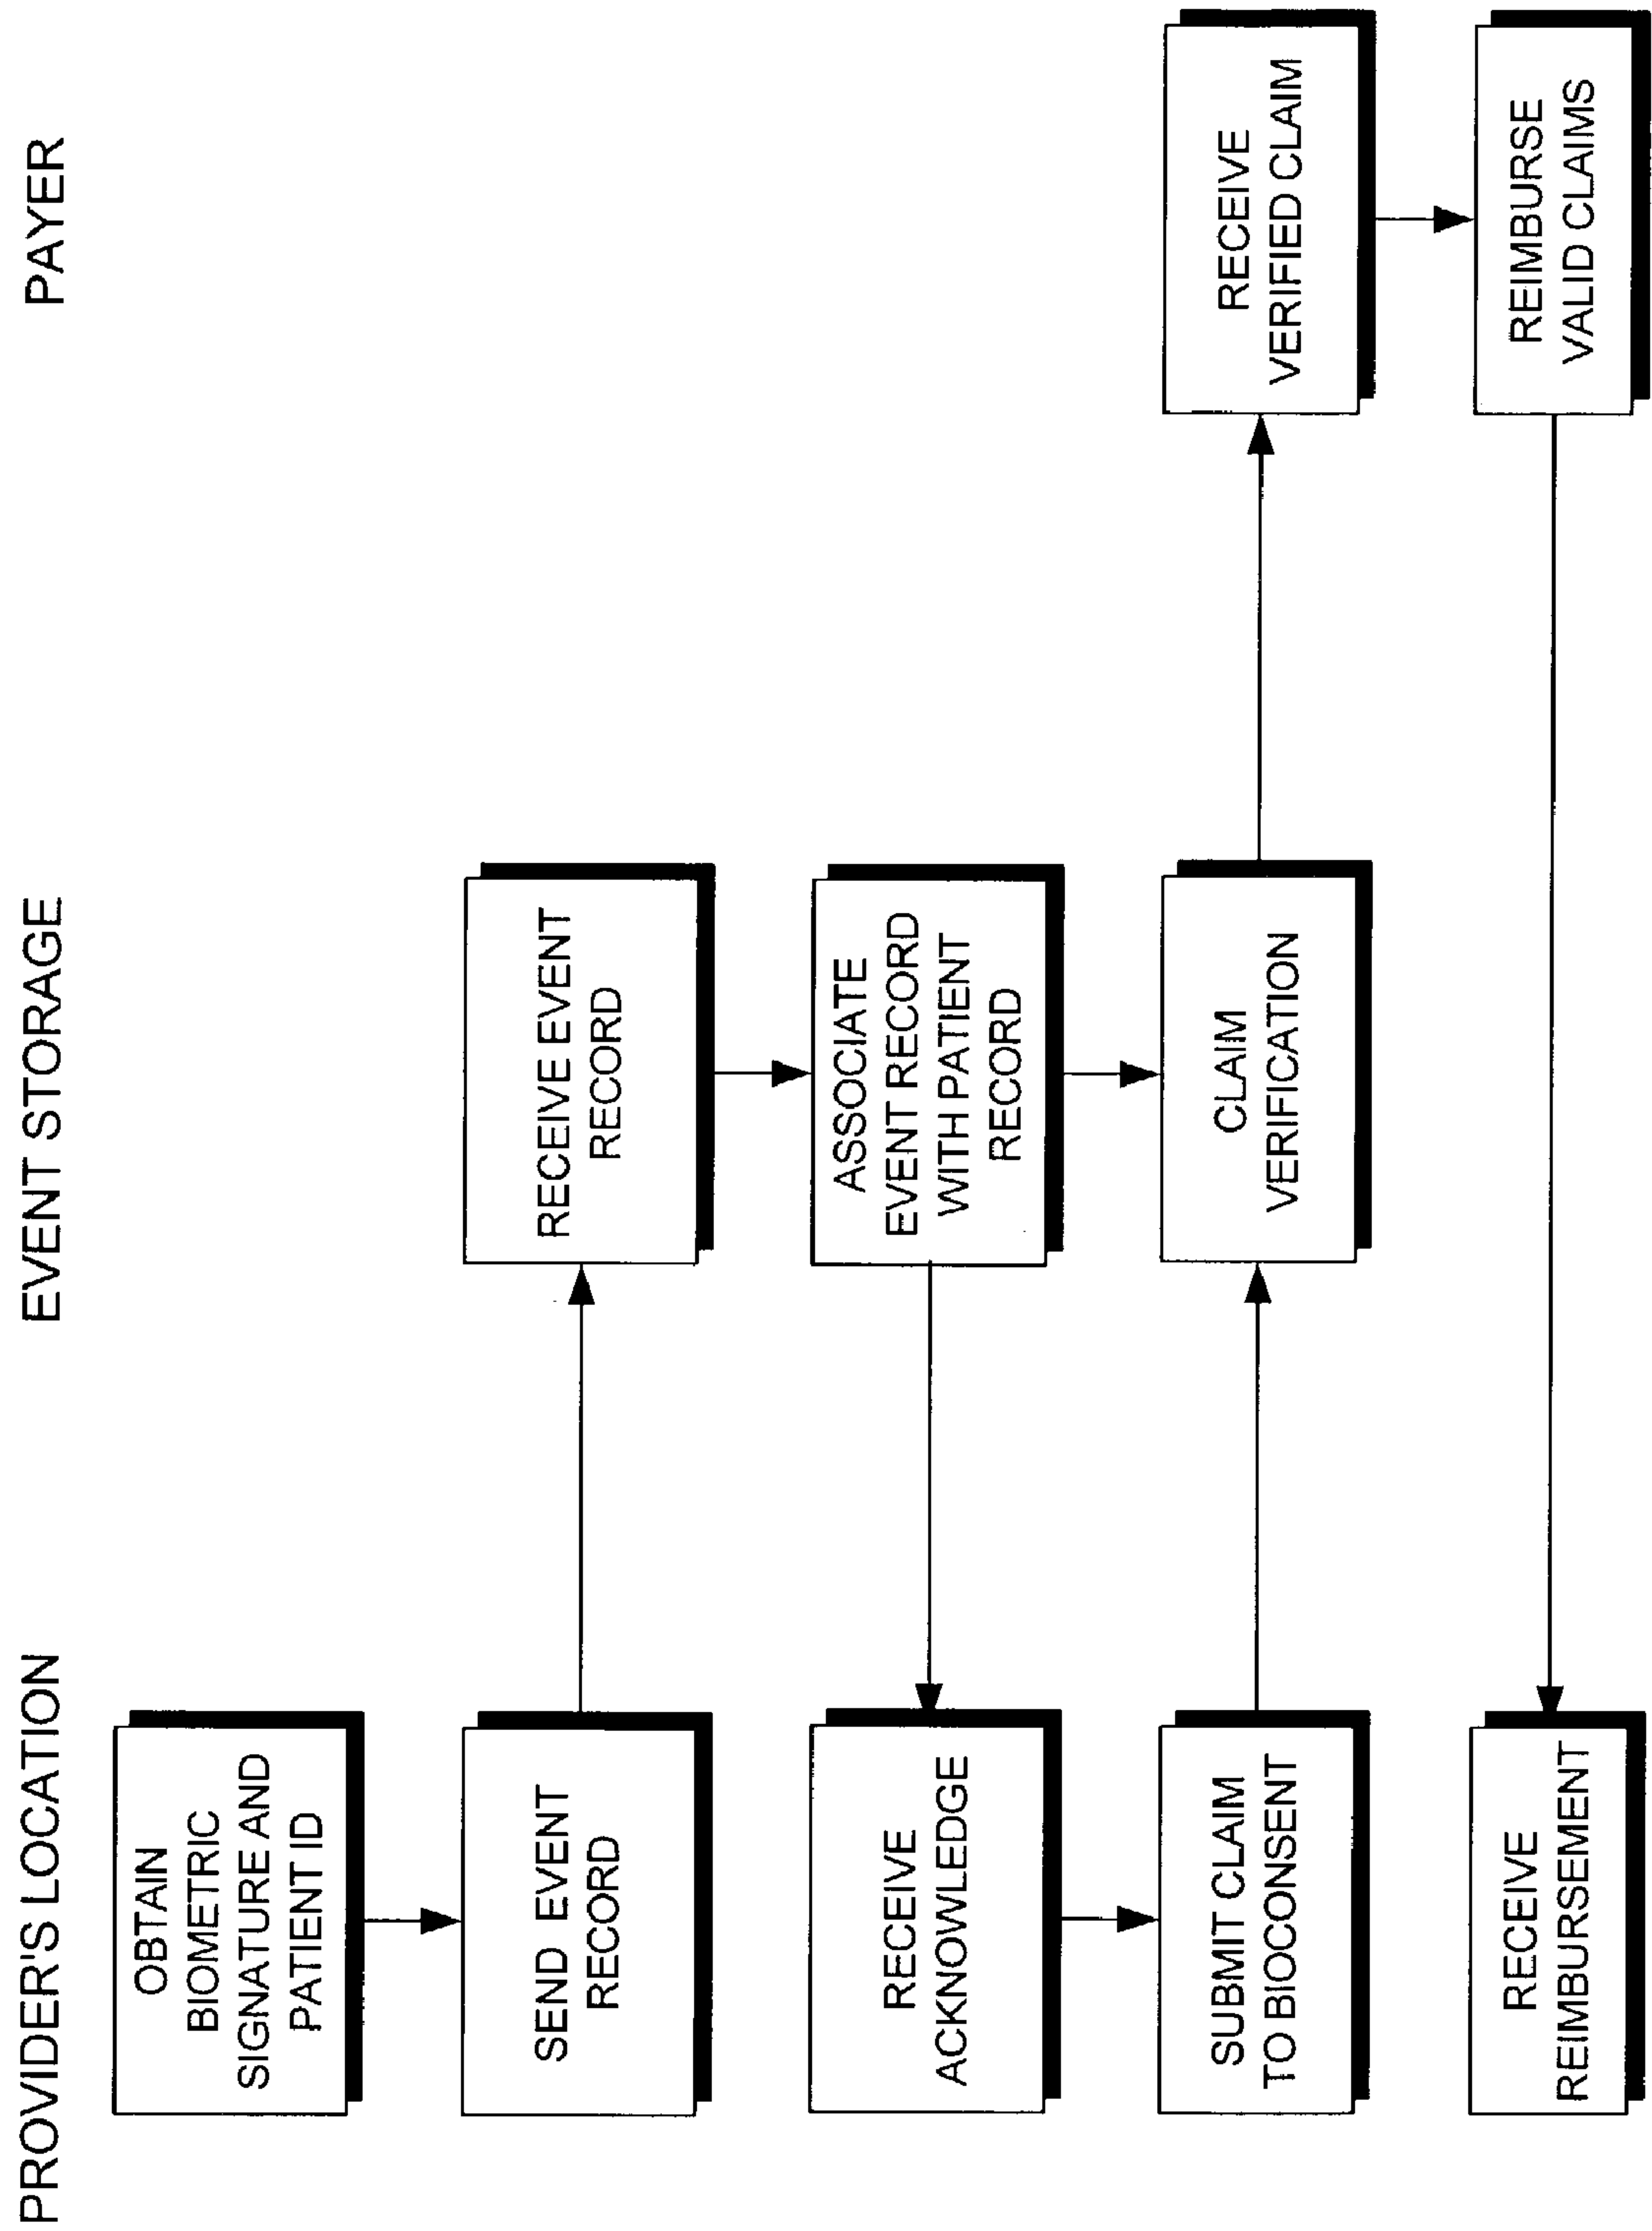 PROVIDER'S LOCATION
EVENT STORAGE
PAYER
OBTAIN
BIOMETRIC
SIGNATURE AND
PATIENT ID
SEND EVENT
RECORD
RECEIVE EVENT
RECORD
RECEIVE
ACKNOWLEDGE
ASSOCIATE
EVENT RECORD
WITH PATIENT
RECORD
SUBMIT CLAIM
TO BIOCONSENT
CLAIM
VERIFICATION
RECEIVE
VERIFIED CLAIM
RECEIVE
REIMBURSEMENT
REIMBURSE
VALID CLAIMS